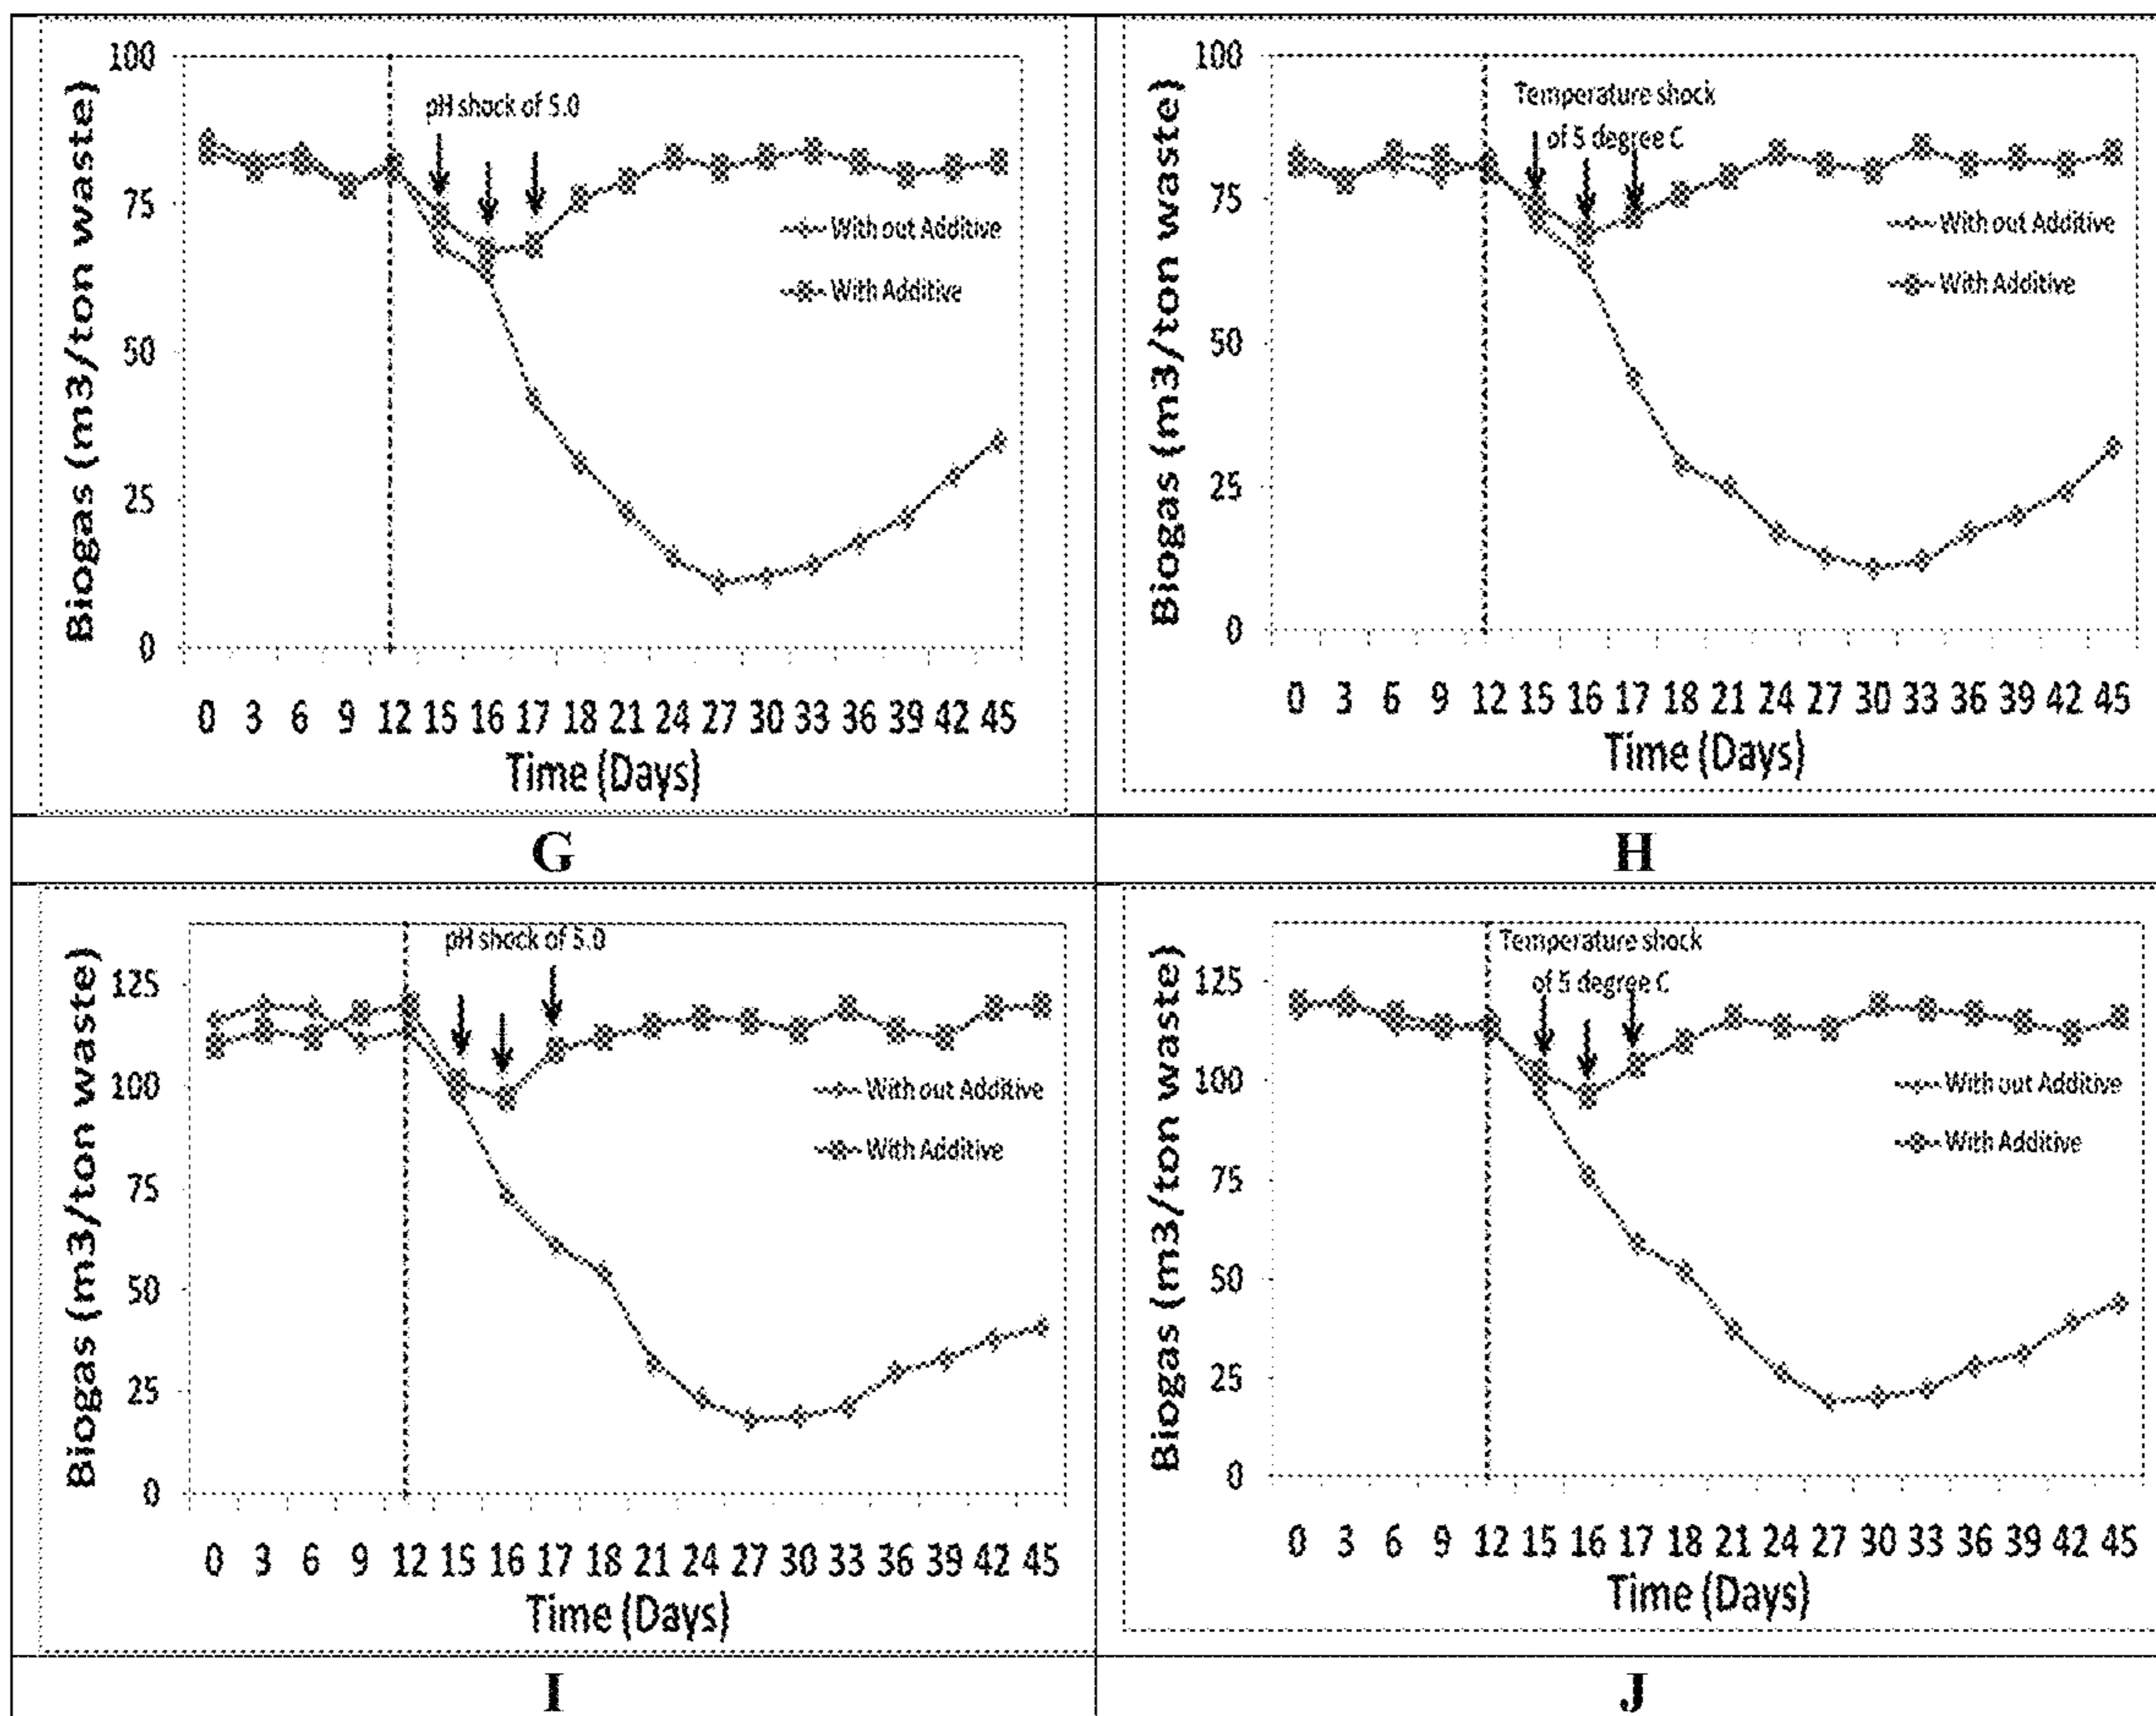 100
75
50
25
0
Biogas (m3/ton waste)
pH shock of 5.0
With out Additive
With Additive
0 3 6 9 12 15 16 17 18 21 24 27 30 33 36 39 42 45
Time (Days)
G
100
75
50
25
0
Biogas (m3/ton waste)
Temperature shock
of 5 degree C
With out Additive
With Additive
0 3 6 9 12 15 16 17 18 21 24 27 30 33 36 39 42 45
Time (Days)
H
125
100
75
50
25
0
Biogas (m3/ton waste)
pH shock of 5.0
With out Additive
With Additive
0 3 6 9 12 15 16 17 18 21 24 27 30 33 36 39 42 45
Time (Days)
I
125
100
75
50
25
0
Biogas (m3/ton waste)
Temperature shock
of 5 degree C
With out Additive
With Additive
0 3 6 9 12 15 16 17 18 21 24 27 30 33 36 39 42 45
Time (Days)
J